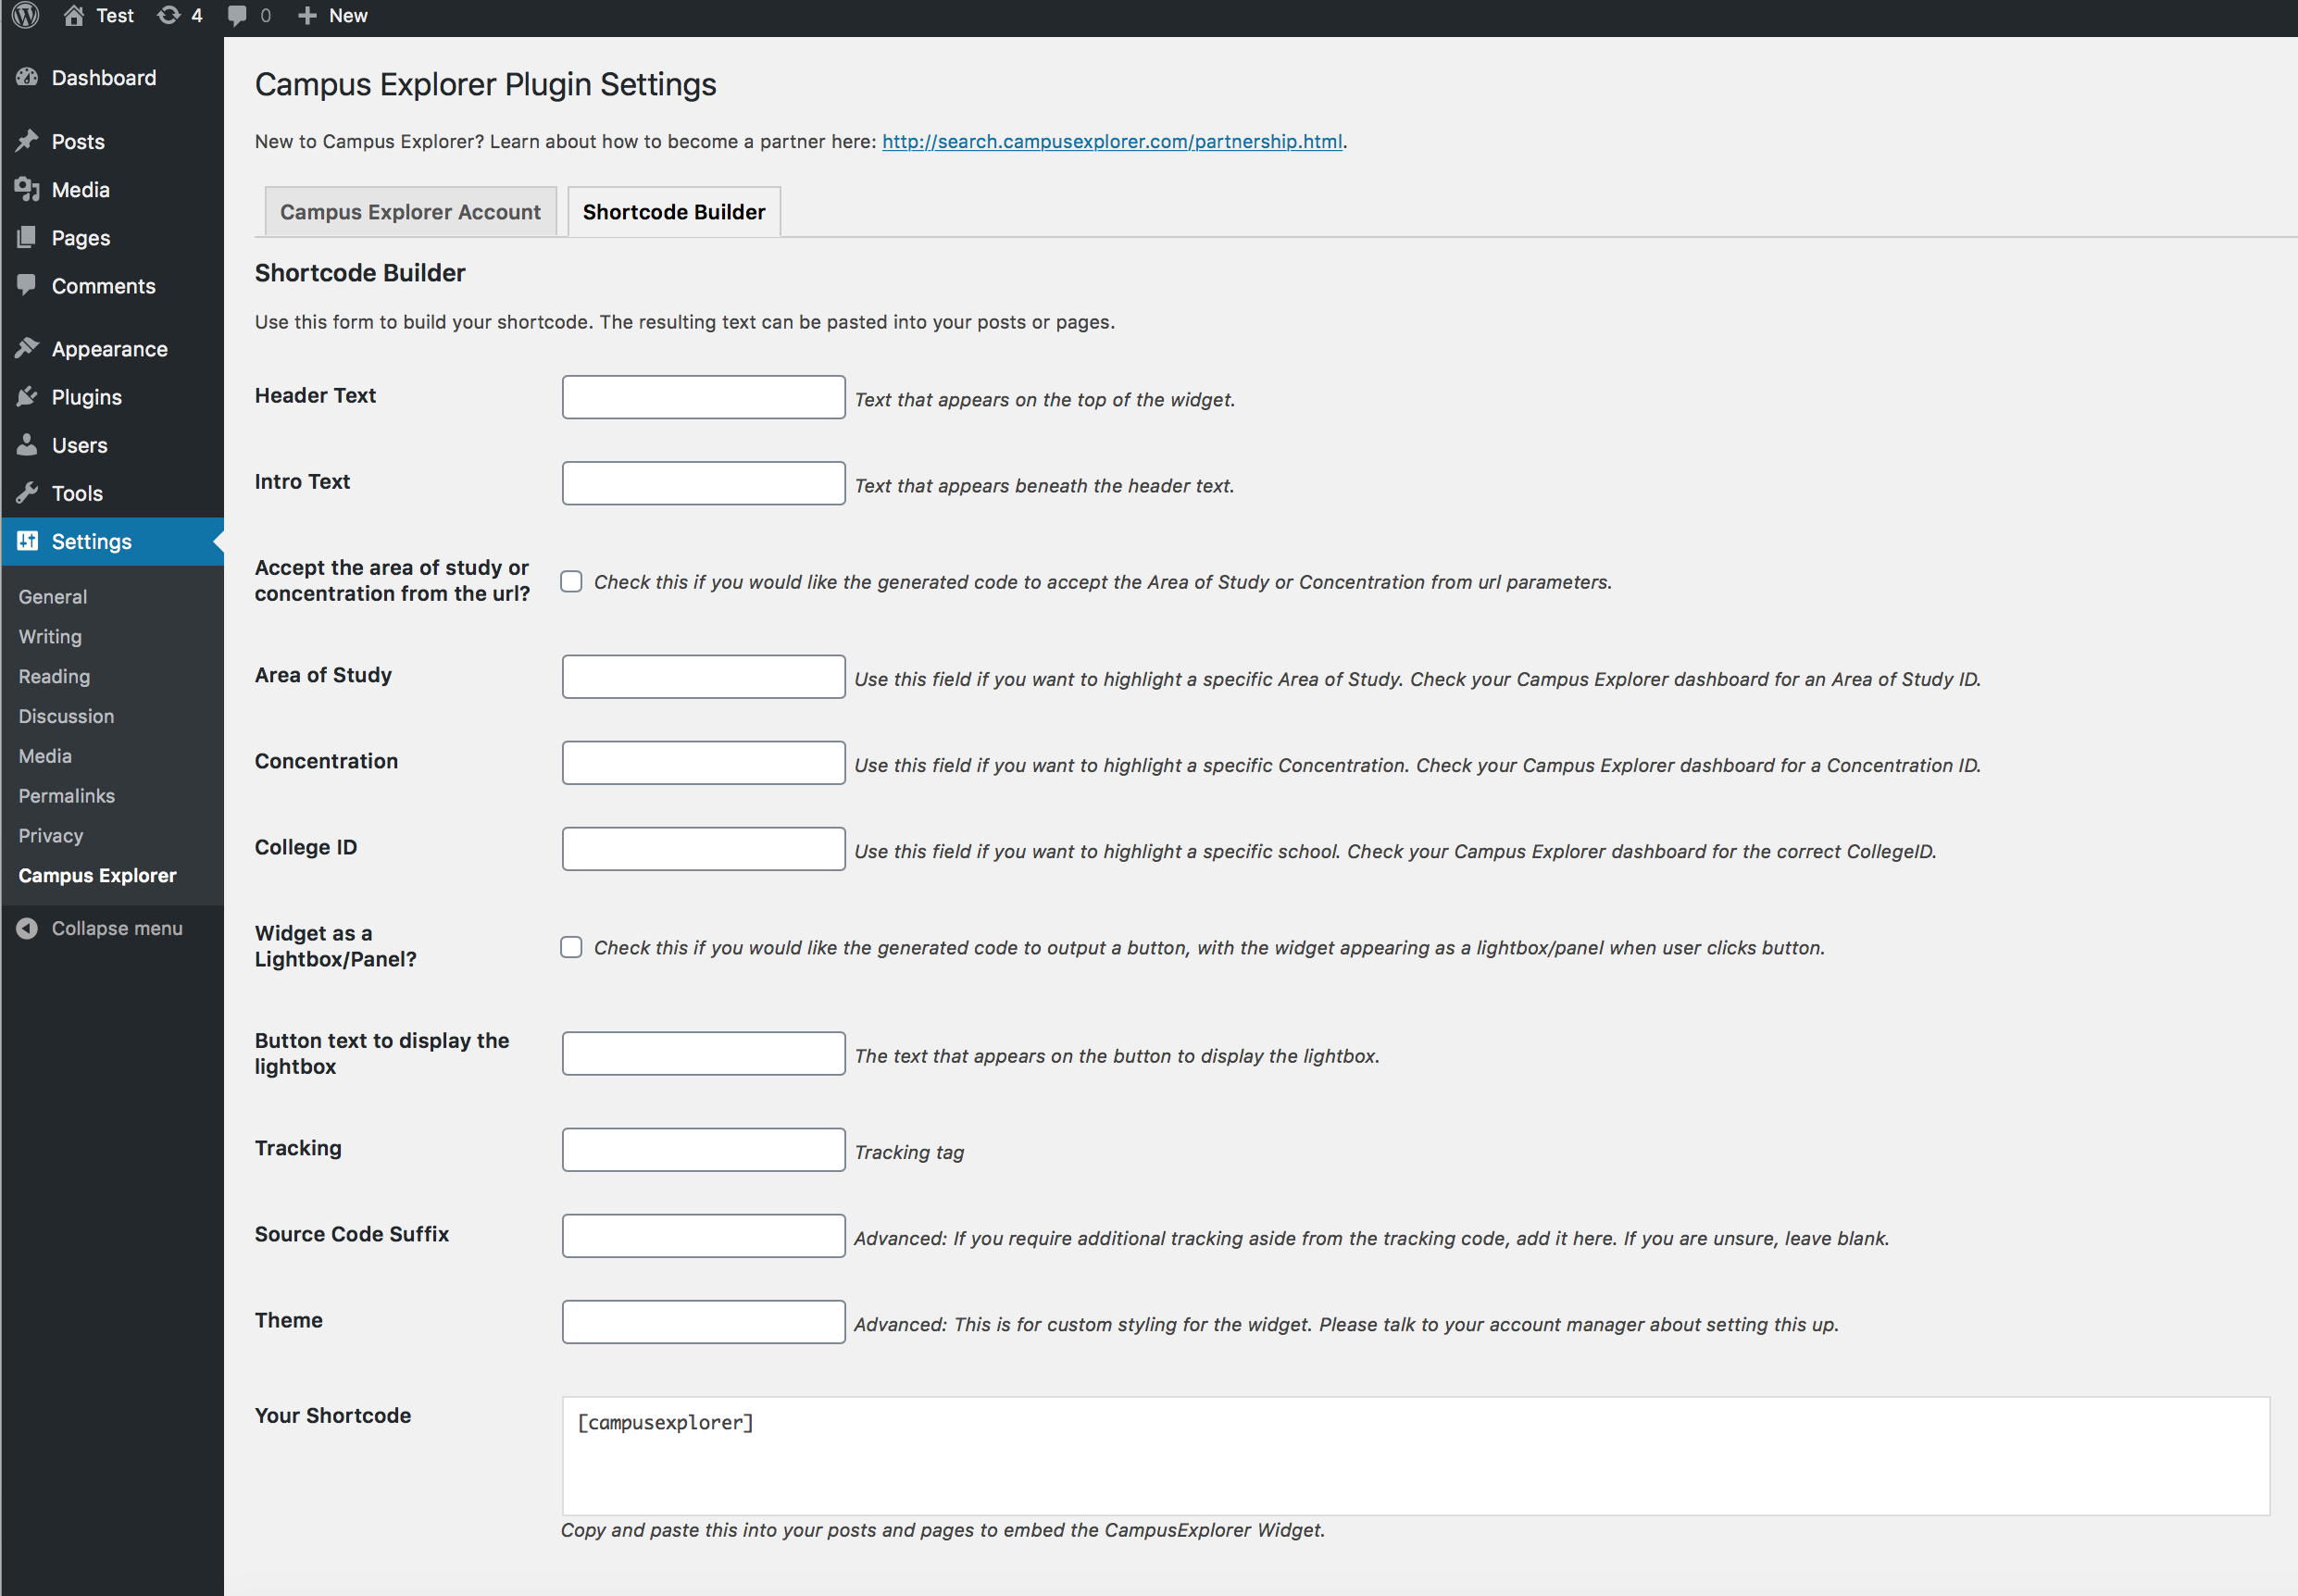 Test 4 0 New
Dashboard
Posts
Media
Pages
Comments
Appearance
Plugins
Users
Tools
Settings
General
Writing
Reading
Discussion
Media
Permalinks
Privacy
Campus Explorer
Collapse menu
Campus Explorer Plugin Settings
New to Campus Explorer? Learn about how to become a partner here: http://search.campusexplorer.com/partnership.html.
Campus Explorer Account Shortcode Builder
Shortcode Builder
Use this form to build your shortcode. The resulting text can be pasted into your posts or pages.
Header Text Text that appears on the top of the widget.
Intro Text Text that appears beneath the header text.
Accept the area of study or
concentration from the url? Check this if you would like the generated code to accept the Area of Study or Concentration from url parameters.
Area of Study Use this field if you want to highlight a specific Area of Study. Check your Campus Explorer dashboard for an Area of Study ID.
Concentration Use this field if you want to highlight a specific Concentration. Check your Campus Explorer dashboard for a Concentration ID.
College ID Use this field if you want to highlight a specific school. Check your Campus Explorer dashboard for the correct CollegeID.
Widget as a
Lightbox/Panel? Check this if you would like the generated code to output a button, with the widget appearing as a lightbox/panel when user clicks button.
Button text to display the
lightbox The text that appears on the button to display the lightbox.
Tracking Tracking tag
Source Code Suffix Advanced: If you require additional tracking aside from the tracking code, add it here. If you are unsure, leave blank.
Theme Advanced: This is for custom styling for the widget. Please talk to your account manager about setting this up.
Your Shortcode [campusexplorer]
Copy and paste this into your posts and pages to embed the CampusExplorer Widget.